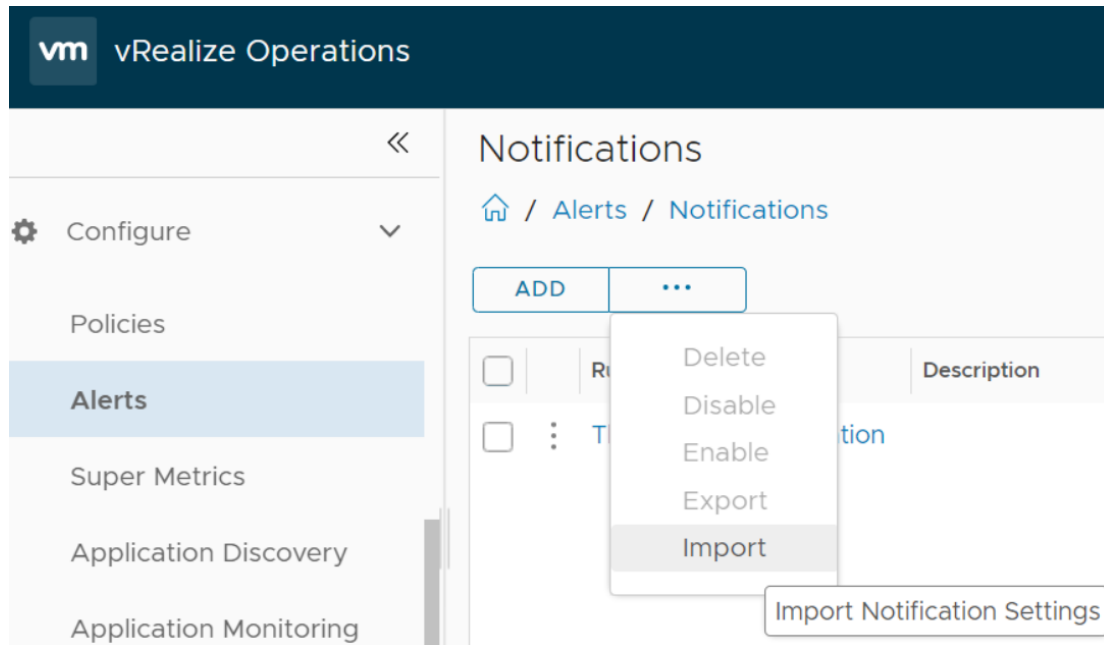 vm vRealize Operations
Configure
Policies
Alerts
Super Metrics
Application Discovery
Application Monitoring
Notifications
/ Alerts / Notifications
ADD ...
Description
Delete
Disable
Enable
Export
Import
Import Notification Settings